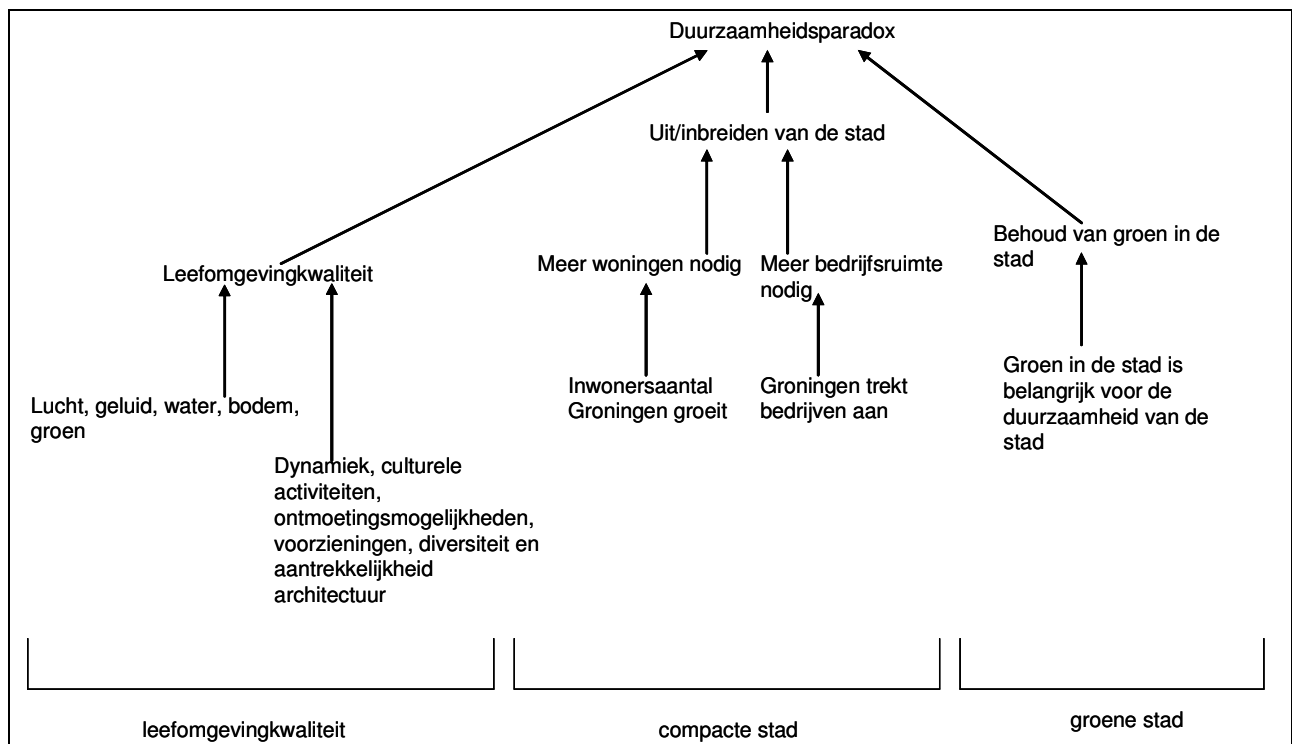 Duurzaamheidsparadox
Uit/inbreiden van de stad
Behoud van groen in de
stad
Leefomgevingkwaliteit
Meer woningen nodig
Meer bedrijfsruimte
nodig
Lucht, geluid, water, bodem,
groen
Inwonersaantal
Groningen groeit
Groningen trekt
bedrijven aan
Groen in de stad is
belangrijk voor de
duurzaamheid van de
stad
Dynamiek, culturele
activiteiten,
ontmoetingsmogelijkheden,
voorzieningen, diversiteit en
aantrekkelijkheid
architectuur
leefomgevingkwaliteit
compacte stad
groene stad